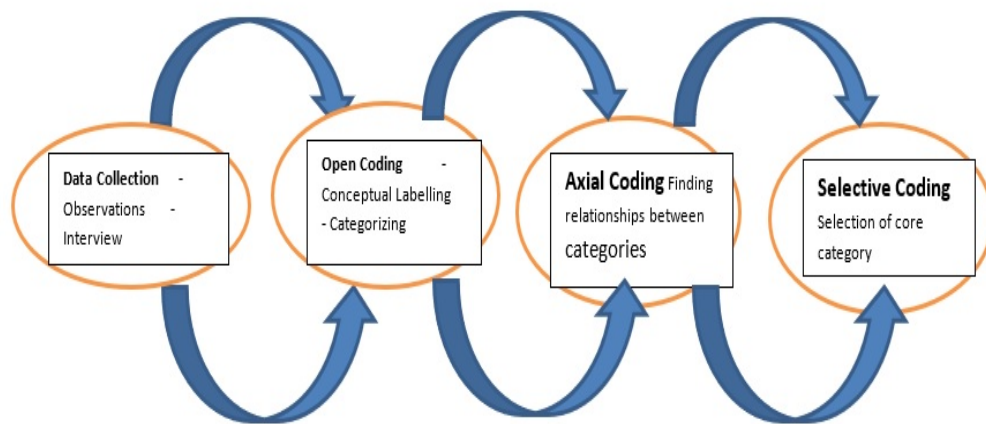 Data Collection -
Observations -
Interview
Open Coding -
Conceptual Labelling
- Categorizing
Axial Coding Finding
relationships between
categories
Selective Coding
Selection of core
category